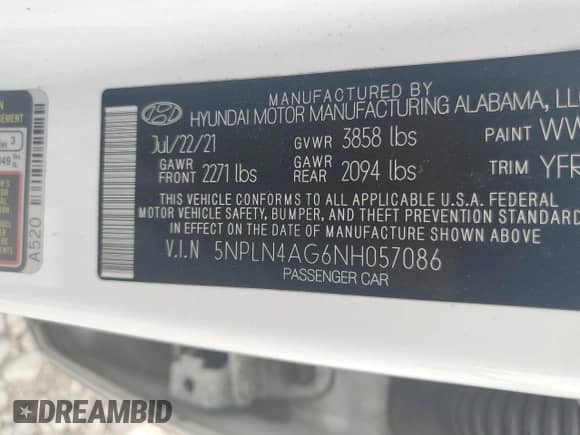 MANUFACTURED BY
HYUNDAI MOTOR MANUFACTURING ALABAMA, LLC
Jul/22/21 GVWR 3858 lbs PAINT WW
GAWR FRONT 2271 lbs GAWR REAR 2094 lbs TRIM YFR
THIS VEHICLE CONFORMS TO ALL APPLICABLE U.S.A. FEDERAL
MOTOR VEHICLE SAFETY, BUMPER, AND THEFT PREVENTION STANDARD
IN EFFECT ON THE DATE OF MANUFACTURE SHOWN ABOVE.
V.I.N 5NPLN4AG6NH057086
PASSENGER CAR
A520
3
DREAMBID